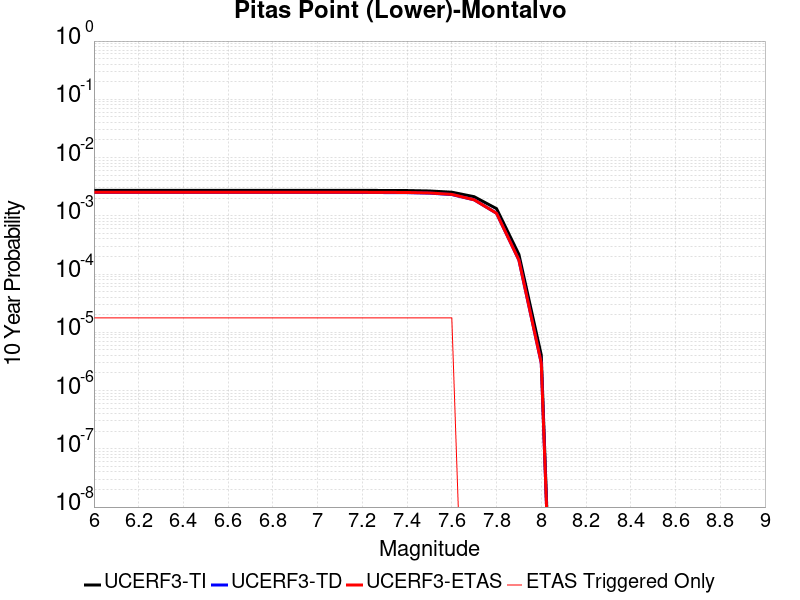 Pitas Point (Lower)-Montalvo
10 Year Probability
10^0
10^-1
10^-2
10^-3
10^-4
10^-5
10^-6
10^-7
10^-8
6 6.2 6.4 6.6 6.8 7 7.2 7.4 7.6 7.8 8 8.2 8.4 8.6 8.8 9
Magnitude
UCERF3-TI UCERF3-TD UCERF3-ETAS ETAS Triggered Only